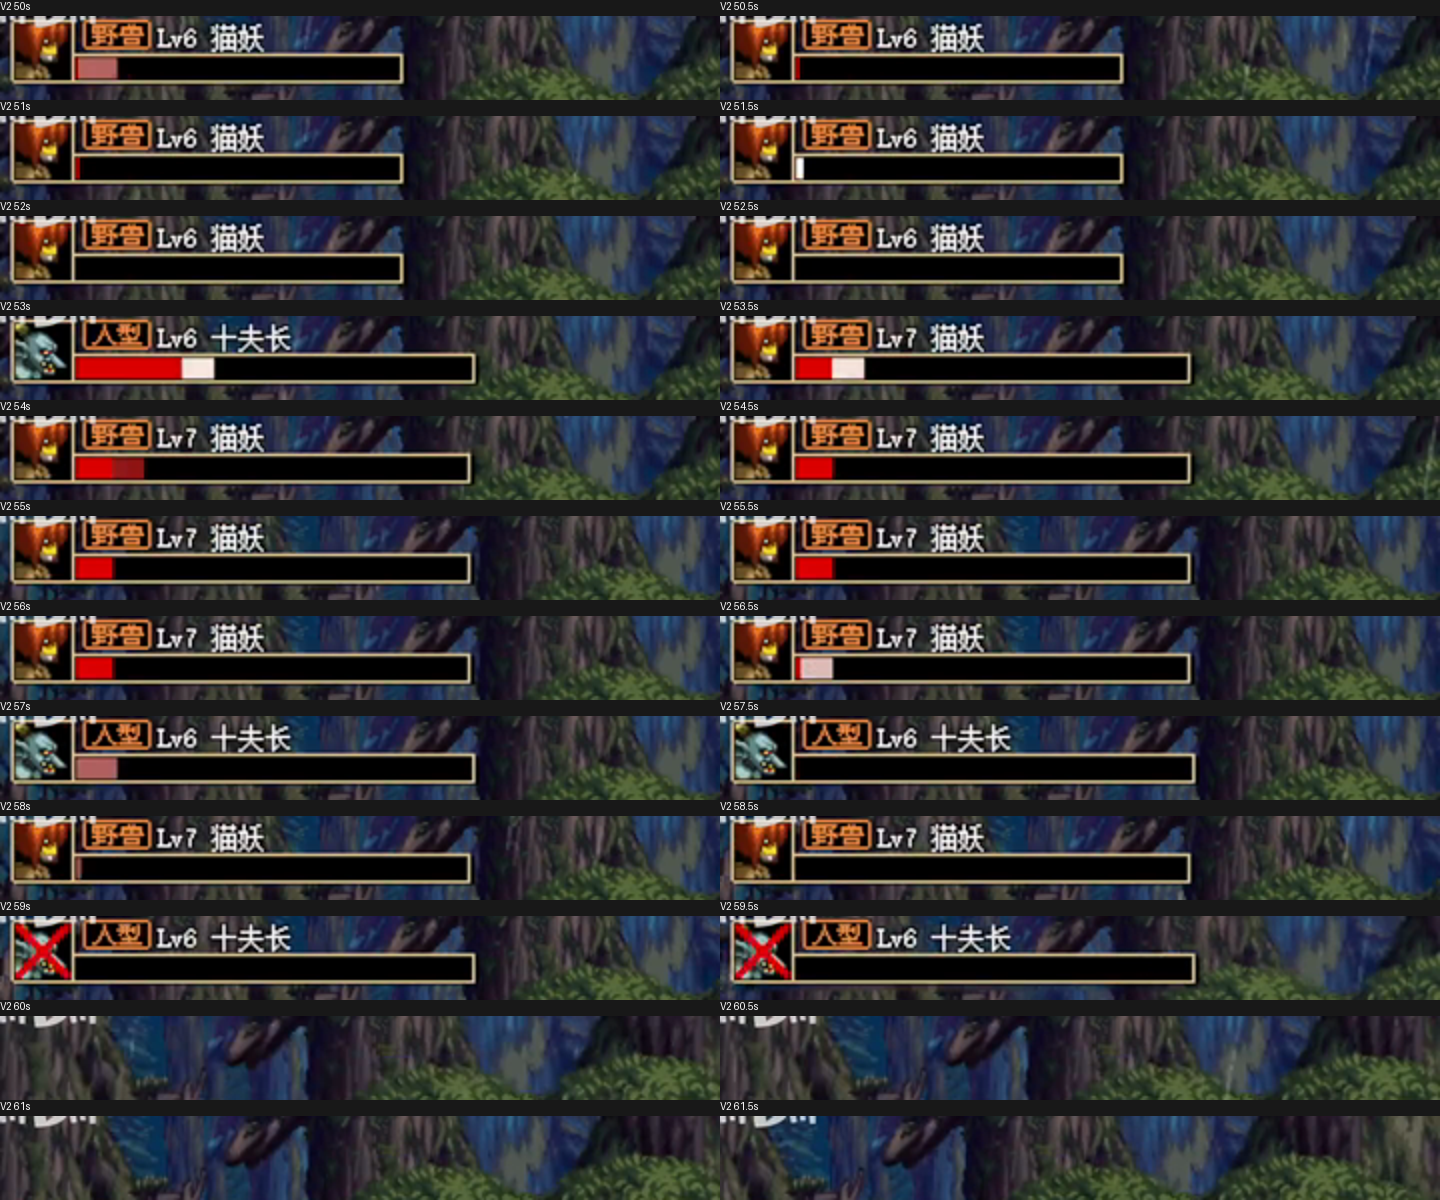 V2 50s
野兽 Lv6 猫妖
V2 50.5s
野兽 Lv6 猫妖
V2 51s
野兽 Lv6 猫妖
V2 51.5s
野兽 Lv6 猫妖
V2 52s
野兽 Lv6 猫妖
V2 52.5s
野兽 Lv6 猫妖
V2 53s
人型 Lv6 十夫长
V2 53.5s
野兽 Lv7 猫妖
V2 54s
野兽 Lv7 猫妖
V2 54.5s
野兽 Lv7 猫妖
V2 55s
野兽 Lv7 猫妖
V2 55.5s
野兽 Lv7 猫妖
V2 56s
野兽 Lv7 猫妖
V2 56.5s
野兽 Lv7 猫妖
V2 57s
人型 Lv6 十夫长
V2 57.5s
人型 Lv6 十夫长
V2 58s
野兽 Lv7 猫妖
V2 58.5s
野兽 Lv7 猫妖
V2 59s
人型 Lv6 十夫长
V2 59.5s
人型 Lv6 十夫长
V2 60s
V2 60.5s
V2 61s
V2 61.5s